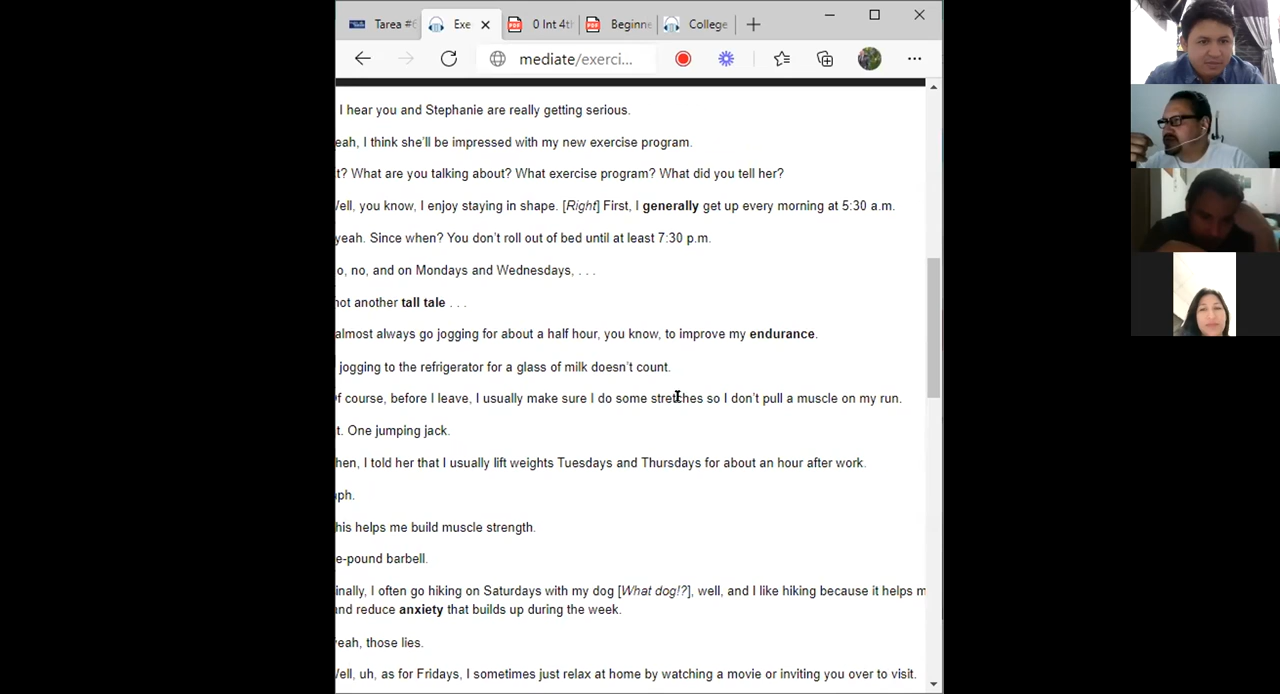 Tarea #6 Exe 0 Int 4th Beginne College
mediate/exerci...
I hear you and Stephanie are really getting serious.
eah, I think she'll be impressed with my new exercise program.
t? What are you talking about? What exercise program? What did you tell her?
Well, you know, I enjoy staying in shape. [Right] First, I generally get up every morning at 5:30 a.m.
yeah. Since when? You don't roll out of bed until at least 7:30 p.m.
o, no, and on Mondays and Wednesdays, . . .
not another tall tale . . .
almost always go jogging for about a half hour, you know, to improve my endurance.
jogging to the refrigerator for a glass of milk doesn't count.
Of course, before I leave, I usually make sure I do some stretches so I don't pull a muscle on my run.
t. One jumping jack.
hen, I told her that I usually lift weights Tuesdays and Thursdays for about an hour after work.
ph.
his helps me build muscle strength.
e-pound barbell.
inally, I often go hiking on Saturdays with my dog [What dog!?], well, and I like hiking because it helps m
and reduce anxiety that builds up during the week.
yeah, those lies.
Well, uh, as for Fridays, I sometimes just relax at home by watching a movie or inviting you over to visit.